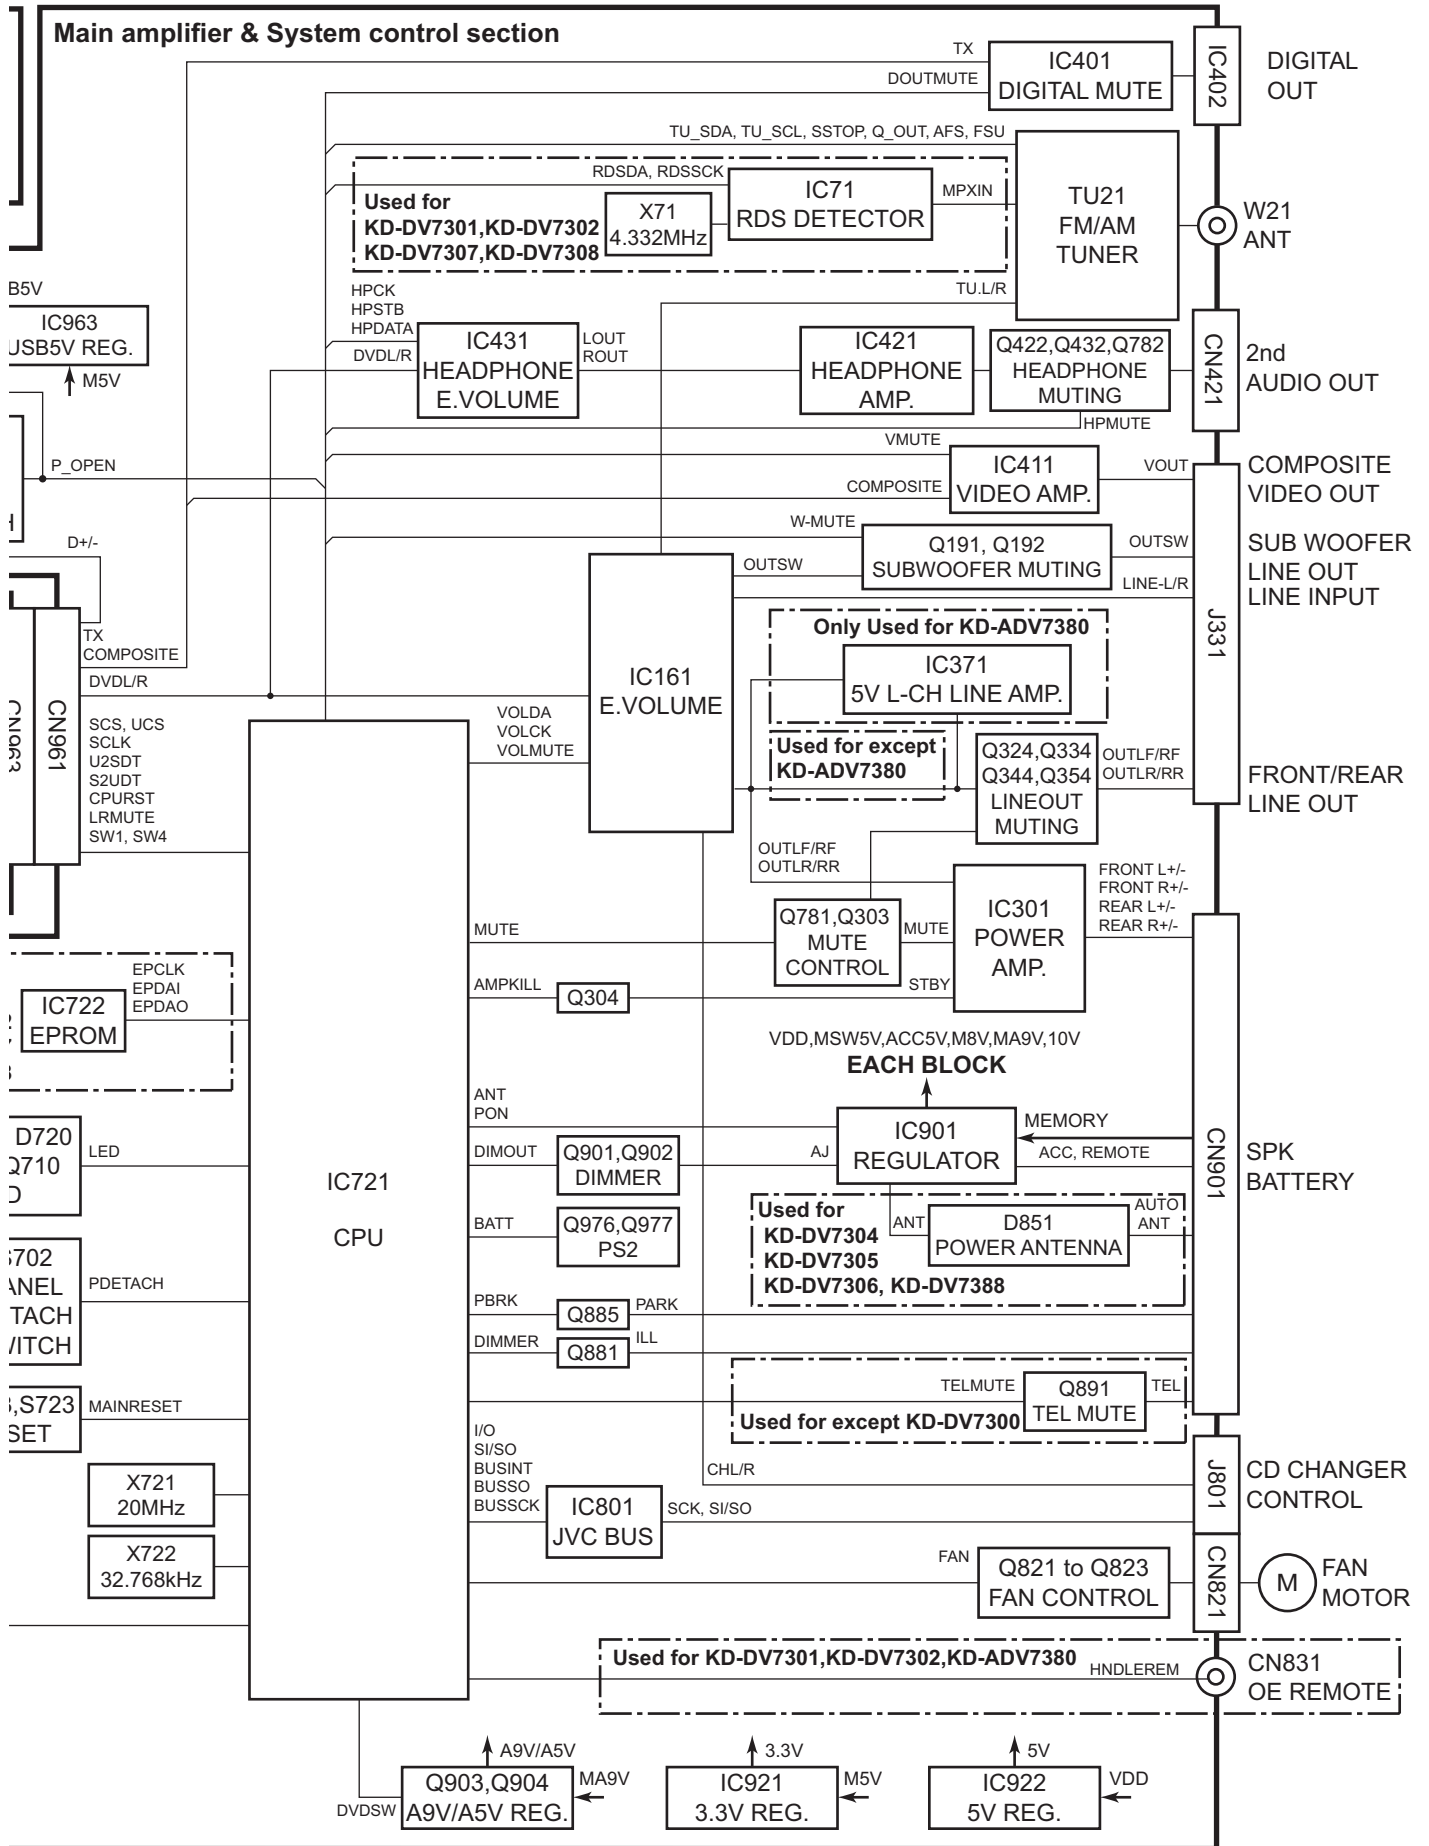 Main amplifier & System control section
TX
DOUTMUTE
IC401
DIGITAL MUTE
IC402
DIGITAL
OUT
TU_SDA, TU_SCL, SSTOP, Q_OUT, AFS, FSU
Used for
KD-DV7301,KD-DV7302
KD-DV7307,KD-DV7308
RDSDA, RDSSCK
X71
4.332MHz
IC71
RDS DETECTOR
MPXIN
TU21
FM/AM
TUNER
W21
ANT
TU.L/R
B5V
IC963
USB5V REG.
M5V
HPCK
HPSTB
HPDATA
DVDL/R
IC431
HEADPHONE
E.VOLUME
LOUT
ROUT
IC421
HEADPHONE
AMP.
Q422,Q432,Q782
HEADPHONE
MUTING
HPMUTE
CN421
2nd
AUDIO OUT
P_OPEN
VMUTE
COMPOSITE
IC411
VIDEO AMP.
VOUT
COMPOSITE
VIDEO OUT
D+/-
W-MUTE
OUTSW
Q191, Q192
SUBWOOFER MUTING
OUTSW
LINE-L/R
SUB WOOFER
LINE OUT
LINE INPUT
J331
TX
COMPOSITE
DVDL/R
CN963
CN961
SCS, UCS
SCLK
U2SDT
S2UDT
CPURST
LRMUTE
SW1, SW4
IC161
E.VOLUME
VOLDA
VOLCK
VOLMUTE
Only Used for KD-ADV7380
IC371
5V L-CH LINE AMP.
Used for except
KD-ADV7380
Q324,Q334
Q344,Q354
LINEOUT
MUTING
OUTLF/RF
OUTLR/RR
FRONT/REAR
LINE OUT
OUTLF/RF
OUTLR/RR
MUTE
Q781,Q303
MUTE
CONTROL
MUTE
IC301
POWER
AMP.
FRONT L+/-
FRONT R+/-
REAR L+/-
REAR R+/-
AMPKILL
Q304
STBY
IC722
EPROM
EPCLK
EPDAI
EPDAO
VDD,MSW5V,ACC5V,M8V,MA9V,10V
EACH BLOCK
ANT
PON
IC901
REGULATOR
MEMORY
ACC, REMOTE
CN901
SPK
BATTERY
D720
Q710
LED
DIMOUT
Q901,Q902
DIMMER
AJ
IC721
CPU
BATT
Q976,Q977
PS2
Used for
KD-DV7304
KD-DV7305
KD-DV7306, KD-DV7388
ANT
D851
POWER ANTENNA
AUTO
ANT
S702
ANEL
TACH
ITCH
PDETACH
PBRK
Q885
PARK
DIMMER
Q881
ILL
,S723
SET
MAINRESET
TELMUTE
Q891
TEL MUTE
TEL
Used for except KD-DV7300
X721
20MHz
X722
32.768kHz
I/O
SI/SO
BUSINT
BUSSO
BUSSCK
IC801
JVC BUS
CHL/R
SCK, SI/SO
J801
CD CHANGER
CONTROL
FAN
Q821 to Q823
FAN CONTROL
CN821
M
FAN
MOTOR
Used for KD-DV7301,KD-DV7302,KD-ADV7380
HNDLEREM
CN831
OE REMOTE
DVDSW
A9V/A5V
Q903,Q904
A9V/A5V REG.
MA9V
3.3V
IC921
3.3V REG.
M5V
5V
IC922
5V REG.
VDD